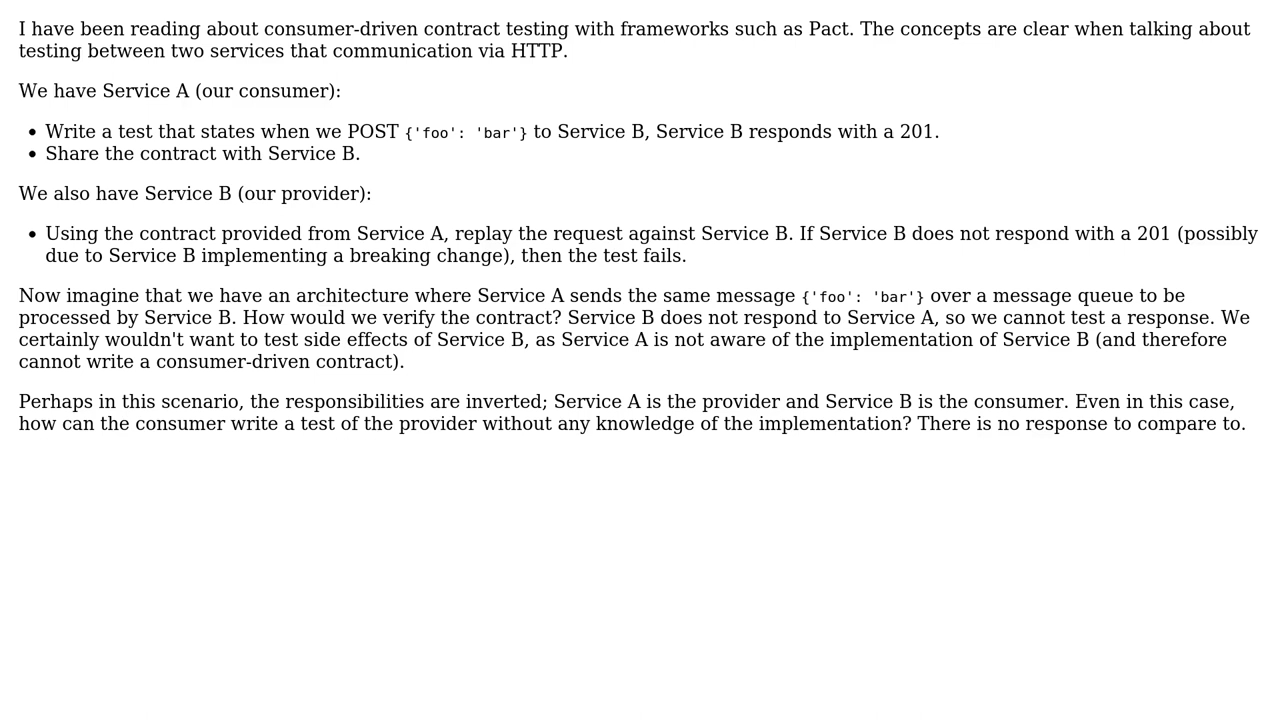 I have been reading about consumer-driven contract testing with frameworks such as Pact. The concepts are clear when talking about
testing between two services that communication via HTTP.
We have Service A (our consumer):
• Write a test that states when we POST {'foo': 'bar'} to Service B, Service B responds with a 201.
• Share the contract with Service B.
We also have Service B (our provider):
• Using the contract provided from Service A, replay the request against Service B. If Service B does not respond with a 201 (possibly
due to Service B implementing a breaking change), then the test fails.
Now imagine that we have an architecture where Service A sends the same message {'foo': 'bar'} over a message queue to be
processed by Service B. How would we verify the contract? Service B does not respond to Service A, so we cannot test a response. We
certainly wouldn't want to test side effects of Service B, as Service A is not aware of the implementation of Service B (and therefore
cannot write a consumer-driven contract).
Perhaps in this scenario, the responsibilities are inverted; Service A is the provider and Service B is the consumer. Even in this case,
how can the consumer write a test of the provider without any knowledge of the implementation? There is no response to compare to.